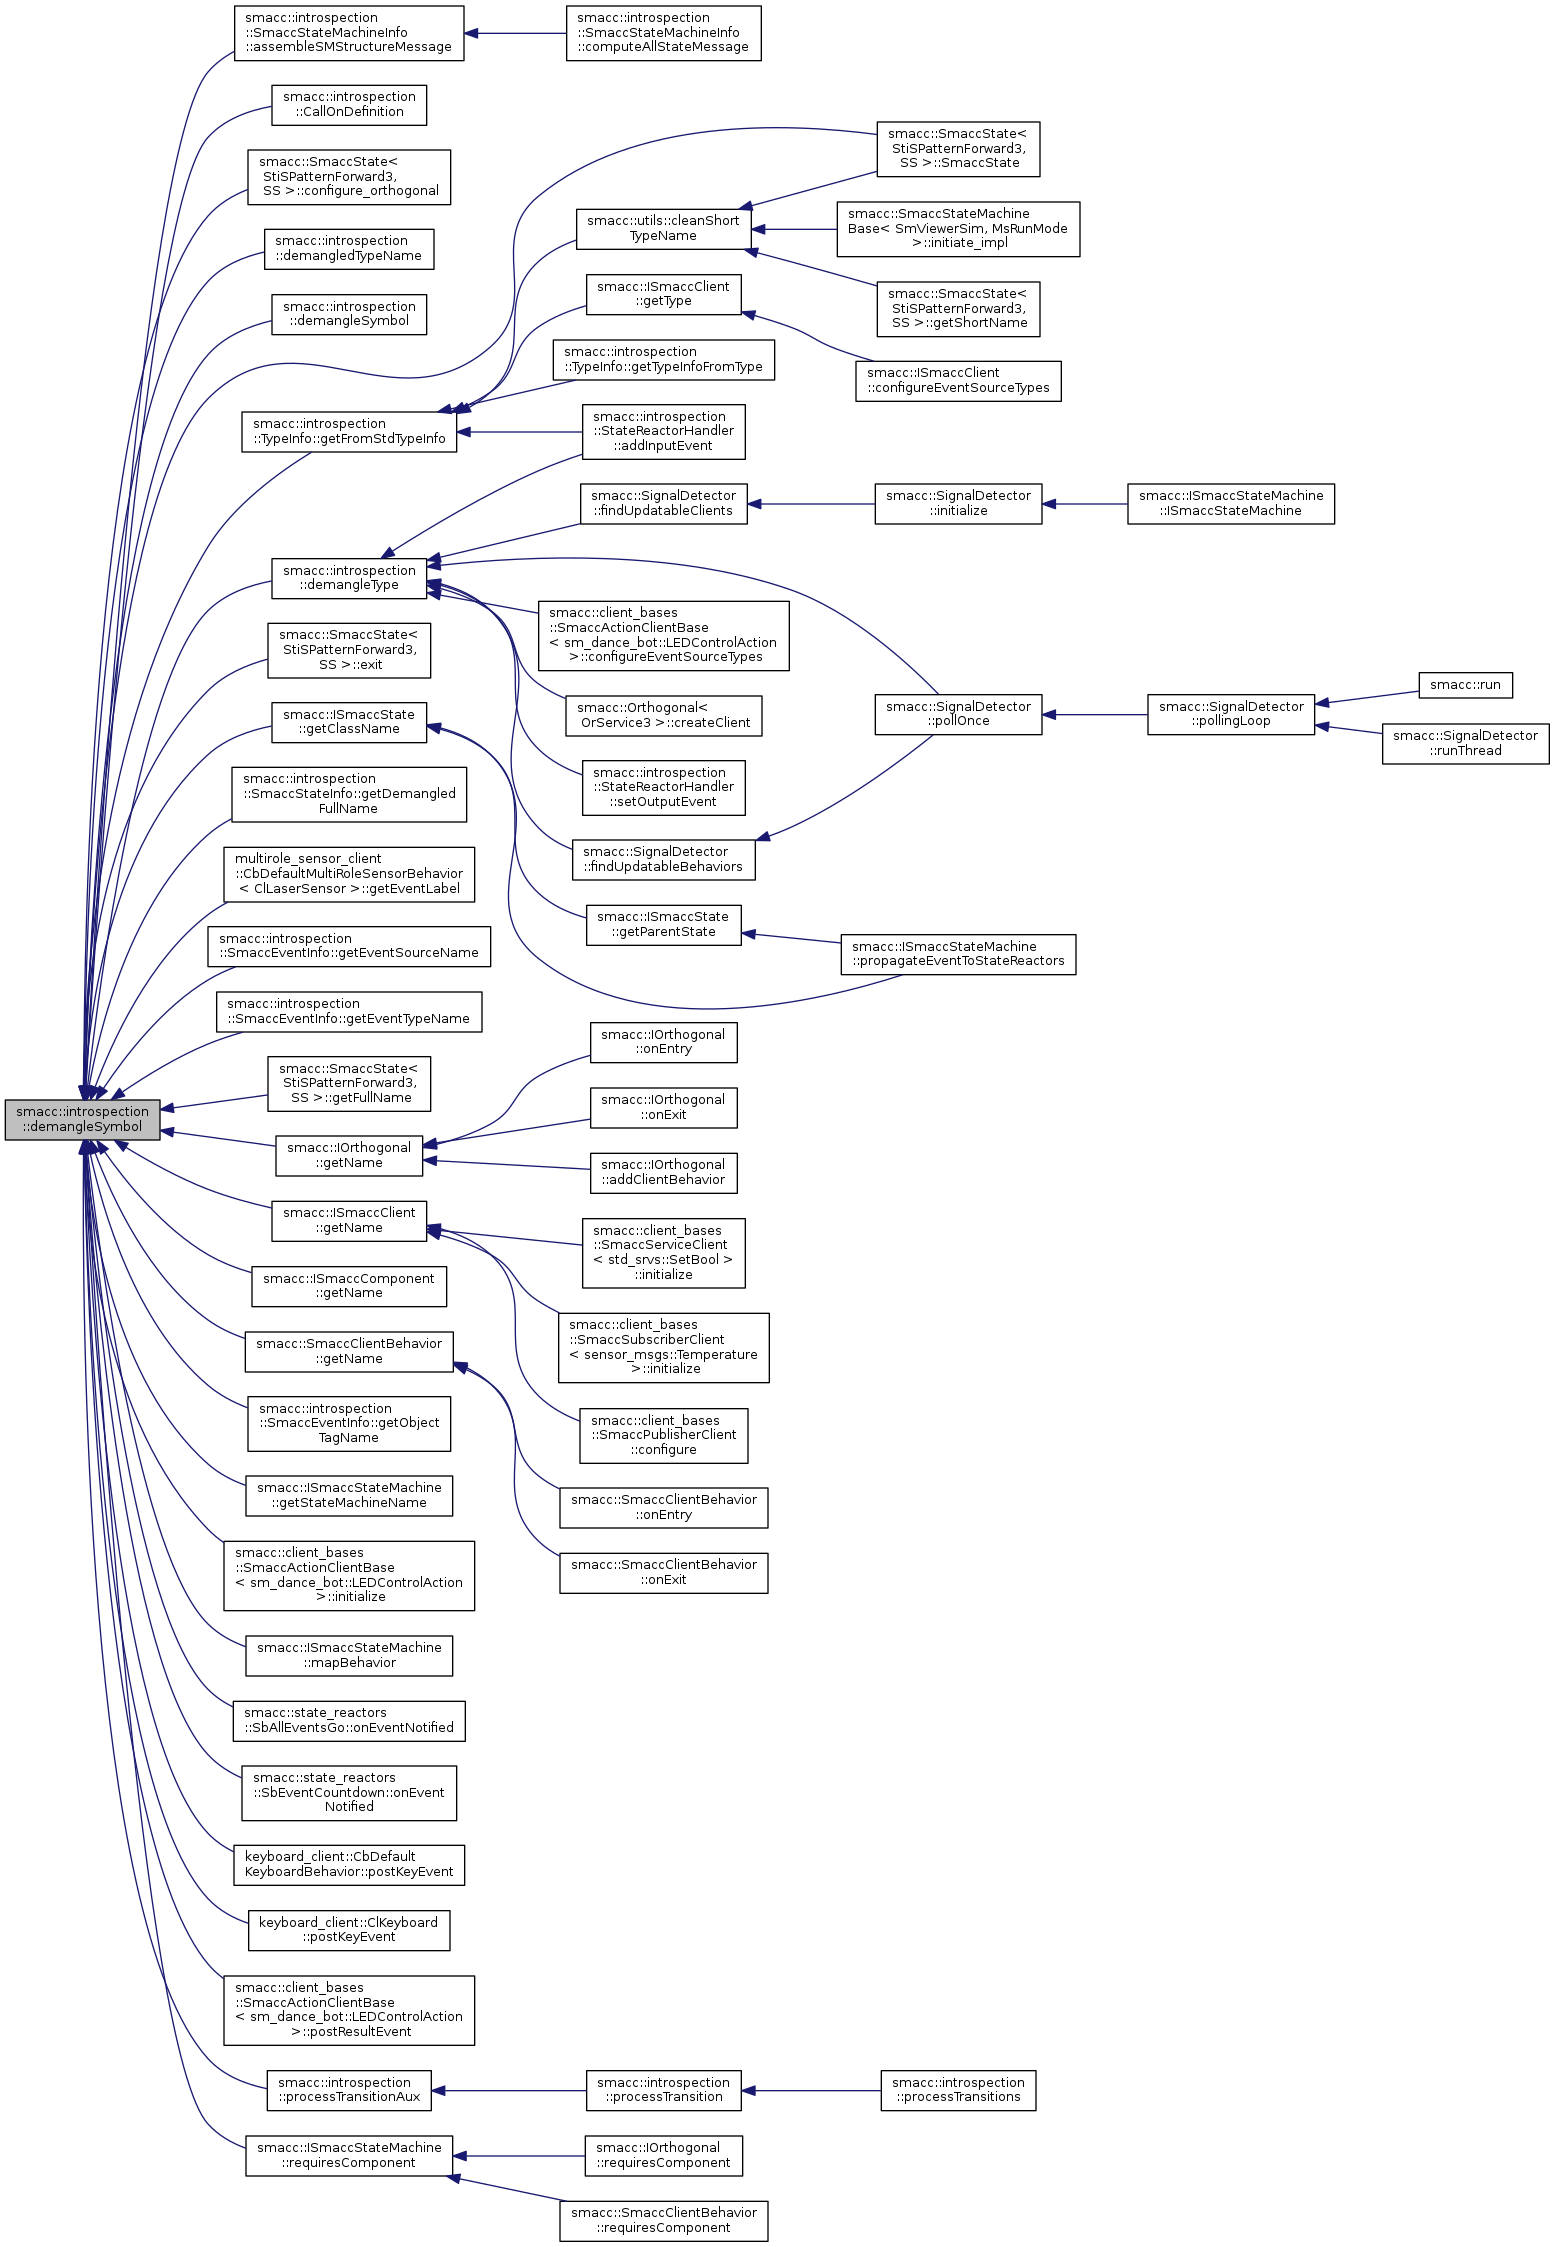 smacc::introspection
::demangleSymbol
smacc::introspection
::SmaccStateMachineInfo
::assembleSMStructureMessage
smacc::introspection
::SmaccStateMachineInfo
::computeAllStateMessage
smacc::introspection
::CallOnDefinition
smacc::SmaccState<
StiSPatternForward3,
SS >::configure_orthogonal
smacc::introspection
::demangledTypeName
smacc::introspection
::demangleSymbol
smacc::SmaccState<
StiSPatternForward3,
SS >::SmaccState
smacc::utils::cleanShort
TypeName
smacc::SmaccStateMachine
Base< SmViewerSim, MsRunMode
>::initiate_impl
smacc::SmaccState<
StiSPatternForward3,
SS >::getShortName
smacc::ISmaccClient
::getType
smacc::ISmaccClient
::configureEventSourceTypes
smacc::introspection
::TypeInfo::getTypeInfoFromType
smacc::introspection
::TypeInfo::getFromStdTypeInfo
smacc::introspection
::StateReactorHandler
::addInputEvent
smacc::SignalDetector
::findUpdatableClients
smacc::SignalDetector
::initialize
smacc::ISmaccStateMachine
::ISmaccStateMachine
smacc::introspection
::demangleType
smacc::client_bases
::SmaccActionClientBase
< sm_dance_bot::LEDControlAction
>::configureEventSourceTypes
smacc::Orthogonal<
OrService3 >::createClient
smacc::introspection
::StateReactorHandler
::setOutputEvent
smacc::SignalDetector
::findUpdatableBehaviors
smacc::SignalDetector
::pollOnce
smacc::SignalDetector
::pollingLoop
smacc::run
smacc::SignalDetector
::runThread
smacc::SmaccState<
StiSPatternForward3,
SS >::exit
smacc::ISmaccState
::getClassName
smacc::ISmaccState
::getParentState
smacc::ISmaccStateMachine
::propagateEventToStateReactors
smacc::introspection
::SmaccStateInfo::getDemangled
FullName
multirole_sensor_client
::CbDefaultMultiRoleSensorBehavior
< ClLaserSensor >::getEventLabel
smacc::introspection
::SmaccEventInfo::getEventSourceName
smacc::introspection
::SmaccEventInfo::getEventTypeName
smacc::SmaccState<
StiSPatternForward3,
SS >::getFullName
smacc::IOrthogonal
::getName
smacc::IOrthogonal
::onEntry
smacc::IOrthogonal
::onExit
smacc::IOrthogonal
::addClientBehavior
smacc::ISmaccClient
::getName
smacc::client_bases
::SmaccServiceClient
< std_srvs::SetBool >
::initialize
smacc::client_bases
::SmaccSubscriberClient
< sensor_msgs::Temperature
>::initialize
smacc::client_bases
::SmaccPublisherClient
::configure
smacc::ISmaccComponent
::getName
smacc::SmaccClientBehavior
::getName
smacc::SmaccClientBehavior
::onEntry
smacc::SmaccClientBehavior
::onExit
smacc::introspection
::SmaccEventInfo::getObject
TagName
smacc::ISmaccStateMachine
::getStateMachineName
smacc::client_bases
::SmaccActionClientBase
< sm_dance_bot::LEDControlAction
>::initialize
smacc::ISmaccStateMachine
::mapBehavior
smacc::state_reactors
::SbAllEventsGo::onEventNotified
smacc::state_reactors
::SbEventCountdown::onEvent
Notified
keyboard_client::CbDefault
KeyboardBehavior::postKeyEvent
keyboard_client::ClKeyboard
::postKeyEvent
smacc::client_bases
::SmaccActionClientBase
< sm_dance_bot::LEDControlAction
>::postResultEvent
smacc::introspection
::processTransitionAux
smacc::introspection
::processTransition
smacc::introspection
::processTransitions
smacc::ISmaccStateMachine
::requiresComponent
smacc::IOrthogonal
::requiresComponent
smacc::SmaccClientBehavior
::requiresComponent